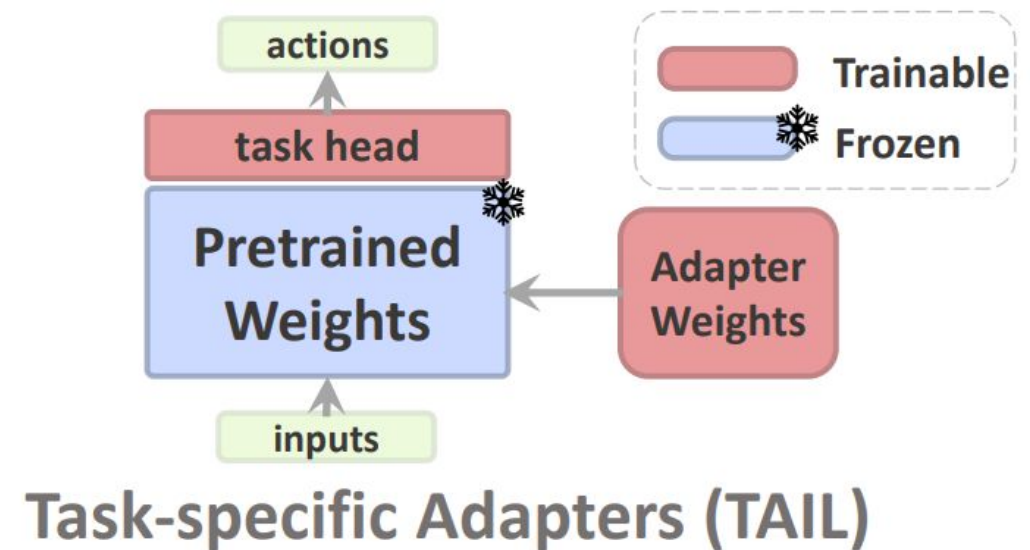 actions
Trainable
task head
Frozen
Pretrained
Weights
Adapter
Weights
inputs
Task-specific Adapters (TAIL)